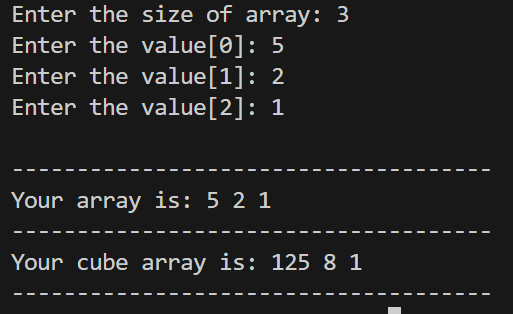 Enter the size of array: 3
Enter the value[0]: 5
Enter the value[1]: 2
Enter the value[2]: 1
-------------------------------------
Your array is: 5 2 1
-------------------------------------
Your cube array is: 125 8 1
-------------------------------------